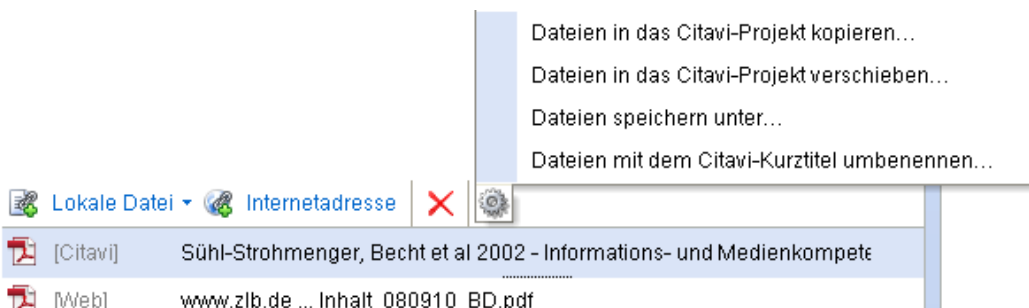 Dateien in das Citavi-Projekt kopieren...
Dateien in das Citavi-Projekt verschieben...
Dateien speichern unter...
Dateien mit dem Citavi-Kurztitel umbenennen...
Lokale Datei Internetadresse
[Citavi] Sühl-Strohmenger, Becht et al 2002 - Informations- und Medienkompete
[Web] www.zlb.de ... Inhalt_080910_BD.pdf